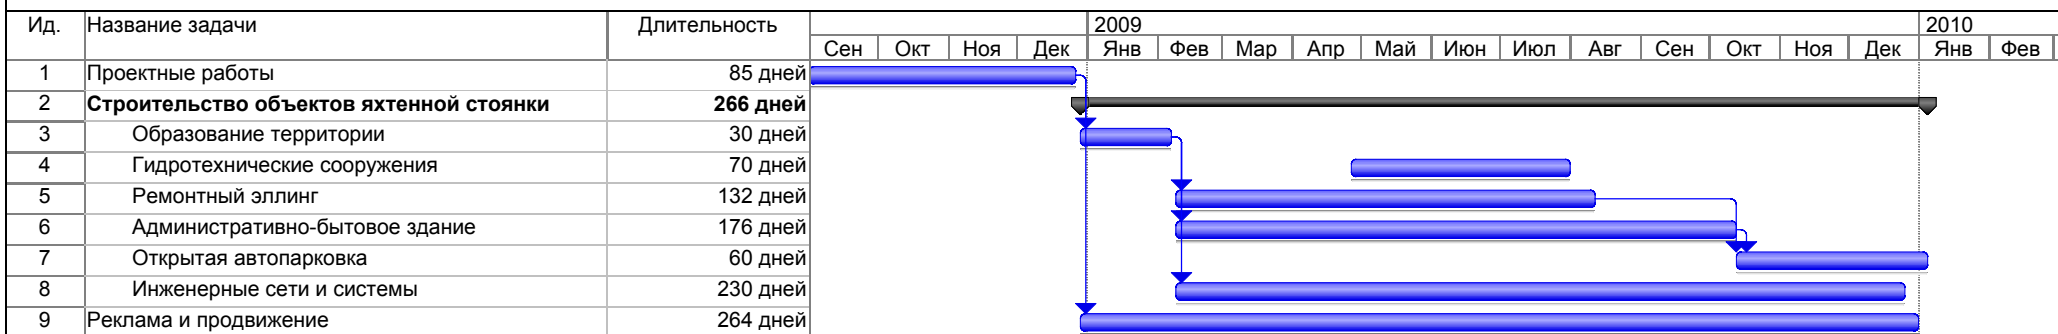 Ид. Название задачи Длительность 2009 2010
Сен Окт Ноя Дек Янв Фев Мар Апр Май Июн Июл Авг Сен Окт Ноя Дек Янв Фев
1 Проектные работы 85 дней
2 Строительство объектов яхтенной стоянки 266 дней
3 Образование территории 30 дней
4 Гидротехнические сооружения 70 дней
5 Ремонтный эллинг 132 дней
6 Административно-бытовое здание 176 дней
7 Открытая автопарковка 60 дней
8 Инженерные сети и системы 230 дней
9 Реклама и продвижение 264 дней